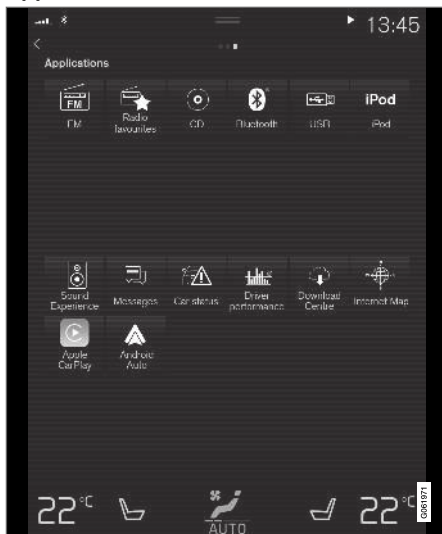 13:45
Applications
FM
iPod
FM
Radio
favourites
CD
Bluetooth
USB
iPod
Sound
Experience
Messages
Car status
Driver
performance
Download
Centre
Internet Map
Apple
CarPlay
Android
Auto
22°C
22°C
AUTO
G061971